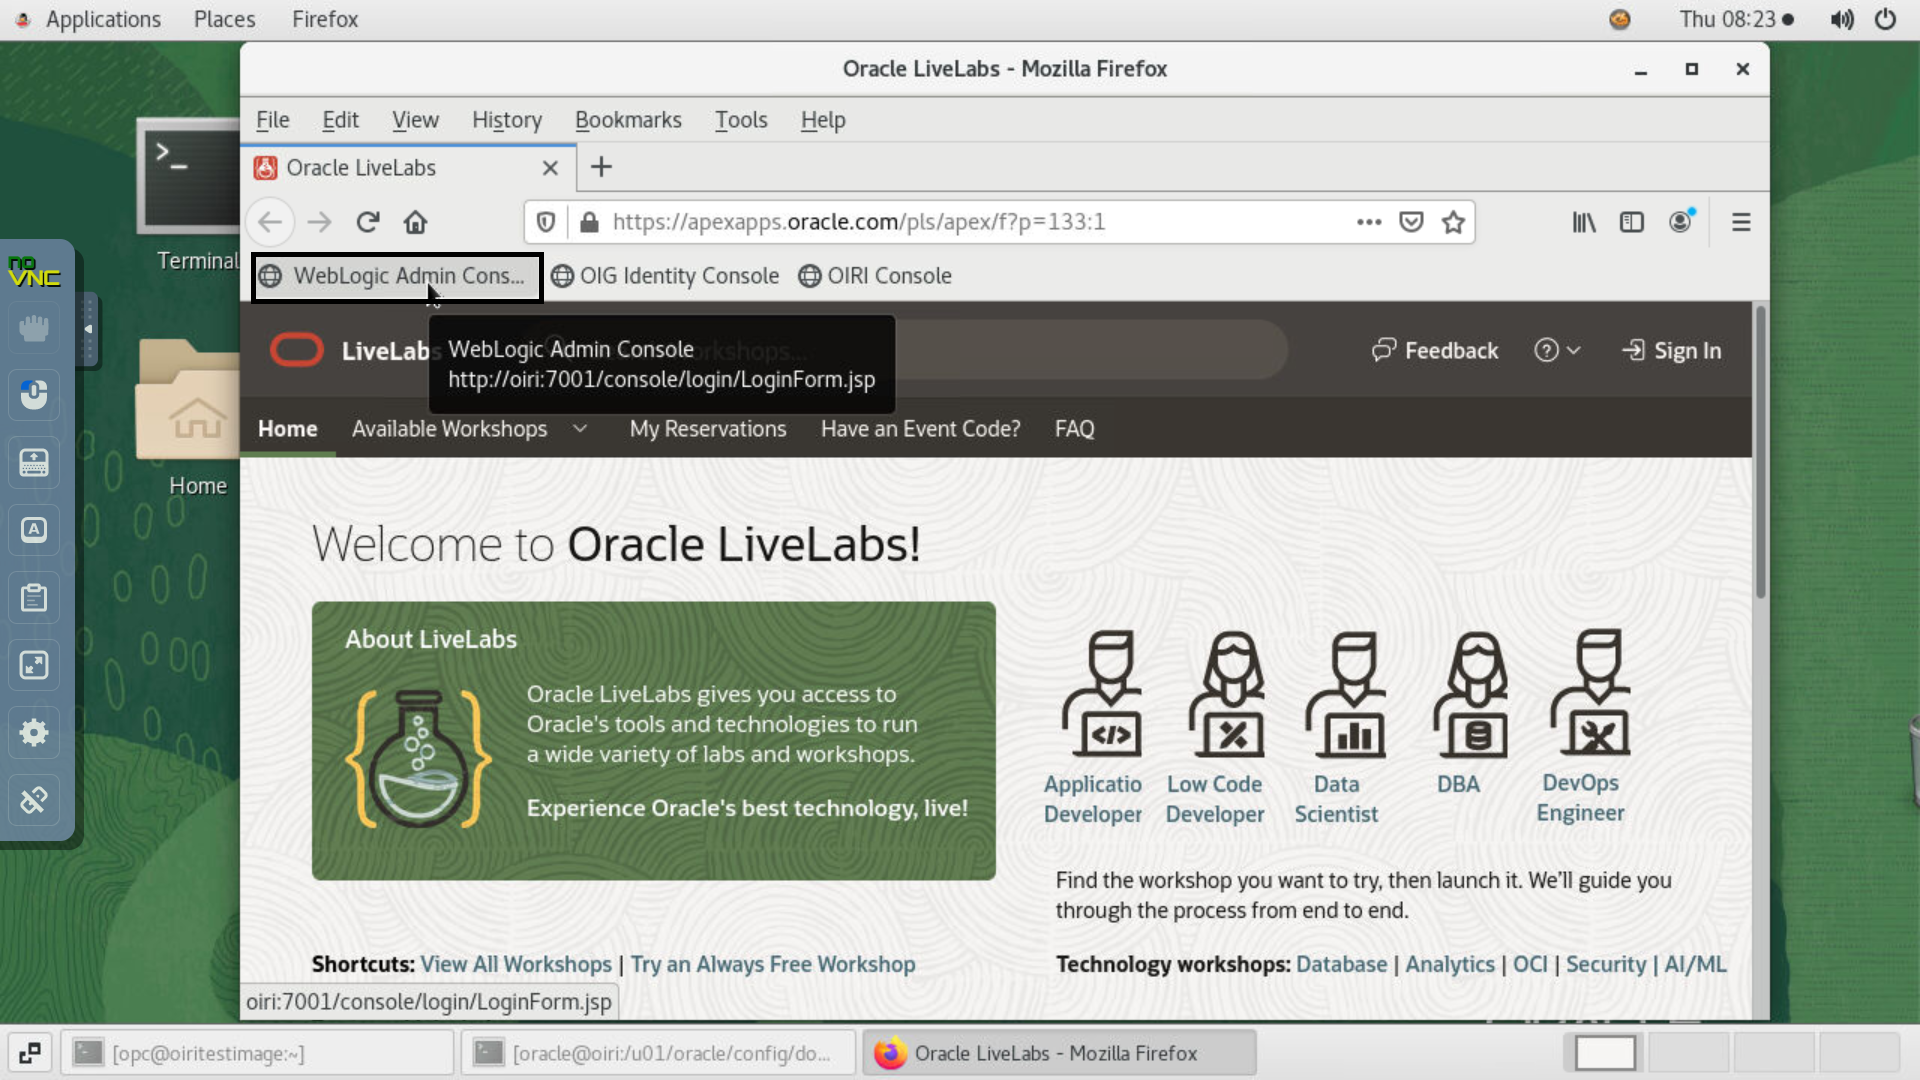 Applications Places Firefox Thu 08:23
Oracle LiveLabs - Mozilla Firefox
File Edit View History Bookmarks Tools Help
Oracle LiveLabs
https://apexapps.oracle.com/pls/apex/f?p=133:1
WebLogic Admin Cons... OIG Identity Console OIRI Console
Terminal
no
VNC
LiveLabs
Feedback ? Sign In
WebLogic Admin Console
http://oiri:7001/console/login/LoginForm.jsp
Home Available Workshops My Reservations Have an Event Code? FAQ
Home
A
Welcome to Oracle LiveLabs!
About LiveLabs
Oracle LiveLabs gives you access to
Oracle's tools and technologies to run
a wide variety of labs and workshops.
Experience Oracle's best technology, live!
</>
Applicatio
Developer
Low Code
Developer
Data
Scientist
DBA
DevOps
Engineer
Find the workshop you want to try, then launch it. We'll guide you
through the process from end to end.
Shortcuts: View All Workshops | Try an Always Free Workshop
Technology workshops: Database | Analytics | OCI | Security | AI/ML
oiri:7001/console/login/LoginForm.jsp
[opc@oiritestimage:~] [oracle@oiri:/u01/oracle/config/do... Oracle LiveLabs - Mozilla Firefox